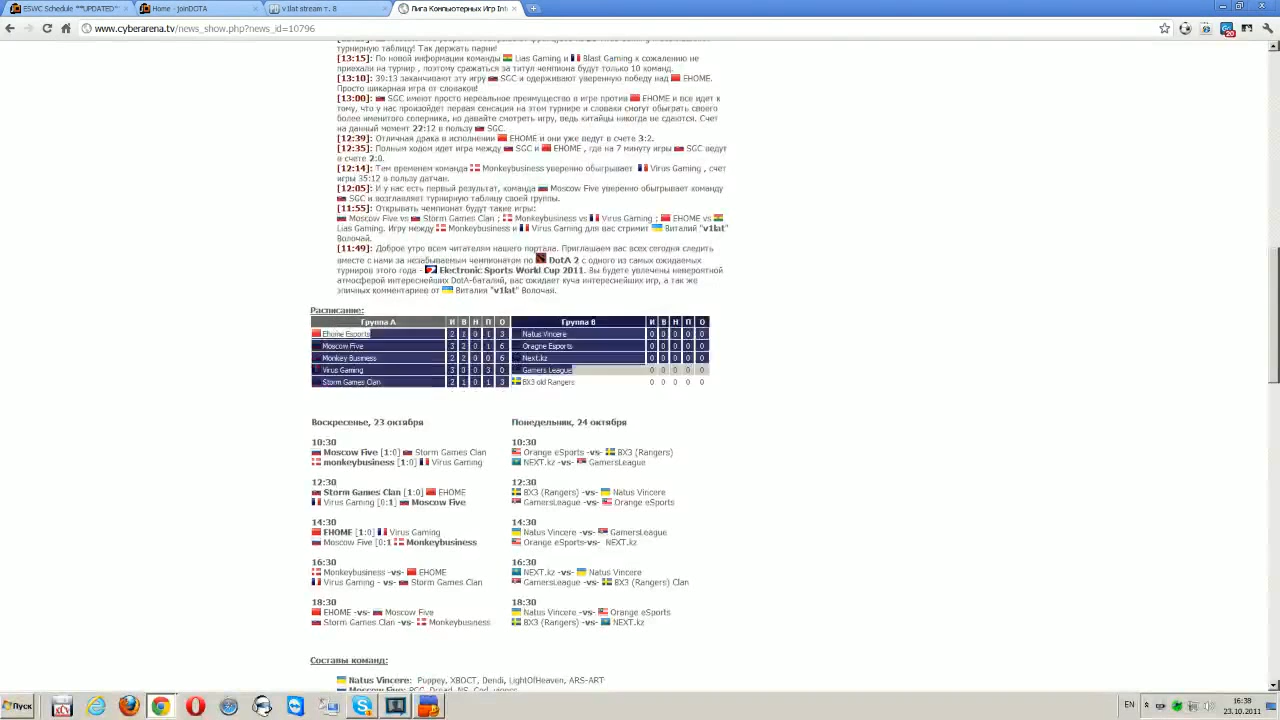 ESWC Schedule **UPDATED**
Home - joinDOTA
v1lat stream т. 8
Лига Компьютерных Игр Inte
www.cyberarena.tv/news_show.php?news_id=10796
турнирную таблицу! Так держать парни!
[13:15]: По новой информации команды Lias Gaming и Blast Gaming к сожалению не
приехали на турнир , поэтому сражаться за титул чемпиона будут только 10 команд.
[13:10]: 39:13 заканчивают эту игру SGC и одерживают уверенную победу над EHOME.
Просто шикарная игра от словаков!
[13:00]: SGC имеют просто нереальное преимущество в игре против EHOME и все идет к
тому, что у нас произойдет первая сенсация на этом турнире и словаки смогут обыграть своего
более именитого соперника, но давайте смотреть игру, ведь китайцы никогда не сдаются. Счет
на данный момент 22:12 в пользу SGC.
[12:39]: Отличная драка в исполнении EHOME и они уже ведут в счете 3:2.
[12:35]: Полным ходом идет игра между SGC и EHOME , где на 7 минуту игры SGC ведут
в счете 2:0.
[12:14]: Тем временем команда Monkeybusiness уверенно обыгрывает Virus Gaming , счет
игры 35:12 в пользу датчан.
[12:05]: И у нас есть первый результат, команда Moscow Five уверенно обыгрывает команду
SGC и возглавляет турнирную таблицу своей группы.
[11:55]: Открывать чемпионат будут такие игры:
Moscow Five vs Storm Games Clan ; Monkeybusiness vs Virus Gaming ; EHOME vs
Lias Gaming. Игру между Monkeybusiness и Virus Gaming для вас стримит Виталий "v1lat"
Волочай.
[11:49]: Доброе утро всем читателям нашего портала. Приглашаем вас всех сегодня следить
вместе с нами за незабываемым чемпионатом по DotA 2 с одного из самых ожидаемых
турниров этого года - Electronic Sports World Cup 2011. Вы будете увлечены невероятной
атмосферой интереснейших DotA-баталий, вас ожидает куча интереснейших игр, а так же
эпичных комментариев от Виталия "v1lat" Волочая.
Расписание:
Группа A И В Н П О Группа B И В Н П О
Ehome Esports 2 1 0 1 3 Natus Vincere 0 0 0 0 0
Moscow Five 3 2 0 1 6 Oragne Esports 0 0 0 0 0
Monkey Business 2 2 0 0 6 Next.kz 0 0 0 0 0
Virus Gaming 3 0 0 3 0 Gamers League 0 0 0 0 0
Storm Games Clan 2 1 0 1 3 BX3 old Rangers 0 0 0 0 0
Воскресенье, 23 октября
10:30
Moscow Five [1:0] Storm Games Clan
monkeybusiness [1:0] Virus Gaming
12:30
Storm Games Clan [1:0] EHOME
Virus Gaming [0:1] Moscow Five
14:30
EHOME [1:0] Virus Gaming
Moscow Five [0:1 Monkeybusiness
16:30
Monkeybusiness -vs- EHOME
Virus Gaming - vs- Storm Games Clan
18:30
EHOME -vs- Moscow Five
Storm Games Clan -vs- Monkeybusiness
Понедельник, 24 октября
10:30
Orange eSports -vs- BX3 (Rangers)
NEXT.kz -vs- GamersLeague
12:30
BX3 (Rangers) -vs- Natus Vincere
GamersLeague -vs- Orange eSports
14:30
Natus Vincere -vs- GamersLeague
Orange eSports-vs- NEXT.kz
16:30
NEXT.kz -vs- Natus Vincere
GamersLeague -vs- BX3 (Rangers) Clan
18:30
Natus Vincere -vs- Orange eSports
BX3 (Rangers) -vs- NEXT.kz
Составы команд:
Natus Vincere: Puppey, XBOCT, Dendi, LightOfHeaven, ARS-ART
Moscow Five: PGG, Dread, NS, God, vigoss
Пуск
EN
16:38
23.10.2011